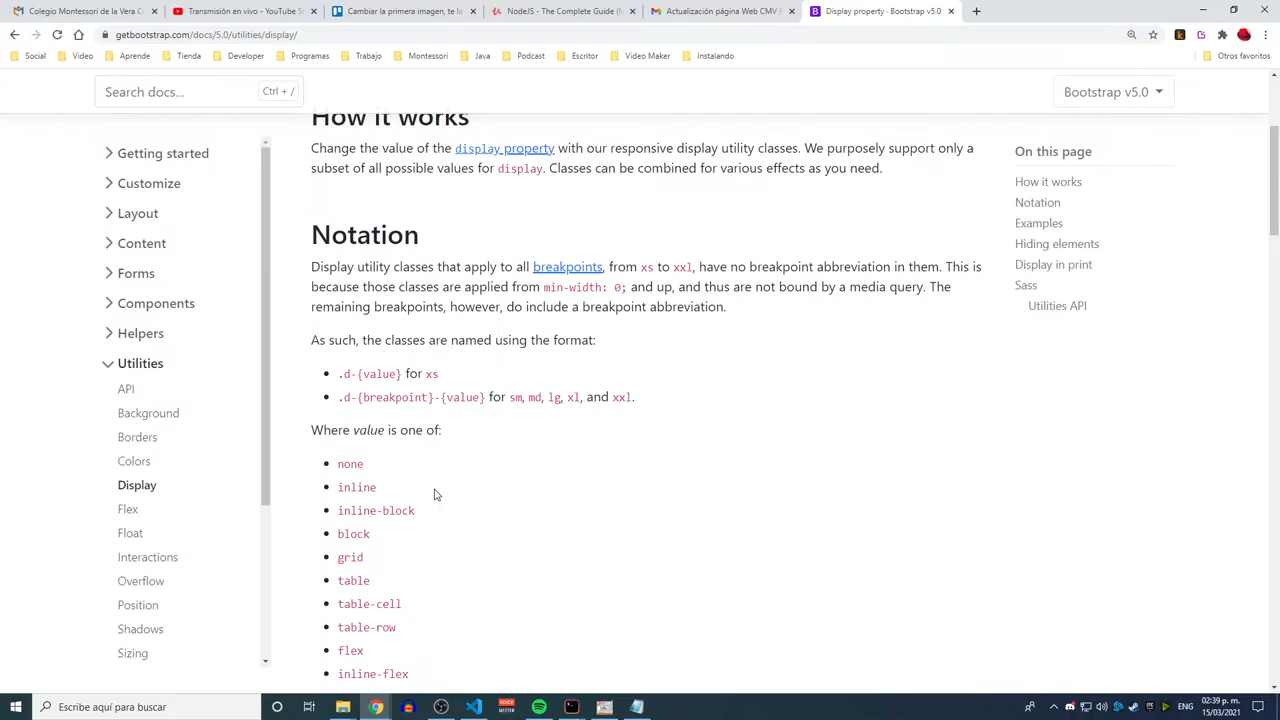 Colegio Montessori de La Vera C
Transmisión en vivo - YouTube S
Cambiar la primera imagen, te la
NodeJS - The Complete Guide (I
Actualización página Web CMV F
Display property · Bootstrap v5.0
getbootstrap.com/docs/5.0/utilities/display/
Social
Video
Aprende
Tienda
Developer
Programas
Trabajo
Montessori
Java
Podcast
Escritor
Video Maker
Instalando
Otros favoritos
Search docs...
Ctrl + /
Bootstrap v5.0
Getting started
Customize
Layout
Content
Forms
Components
Helpers
Utilities
API
Background
Borders
Colors
Display
Flex
Float
Interactions
Overflow
Position
Shadows
Sizing
How it works
Change the value of the display property with our responsive display utility classes. We purposely support only a
subset of all possible values for display. Classes can be combined for various effects as you need.
Notation
Display utility classes that apply to all breakpoints, from xs to xxl, have no breakpoint abbreviation in them. This is
because those classes are applied from min-width: 0; and up, and thus are not bound by a media query. The
remaining breakpoints, however, do include a breakpoint abbreviation.
As such, the classes are named using the format:
.d-{value} for xs
.d-{breakpoint}-{value} for sm, md, lg, xl, and xxl.
Where value is one of:
none
inline
inline-block
block
grid
table
table-cell
table-row
flex
inline-flex
On this page
How it works
Notation
Examples
Hiding elements
Display in print
Sass
Utilities API
Escribe aquí para buscar
ENG
02:39 p. m.
15/03/2021